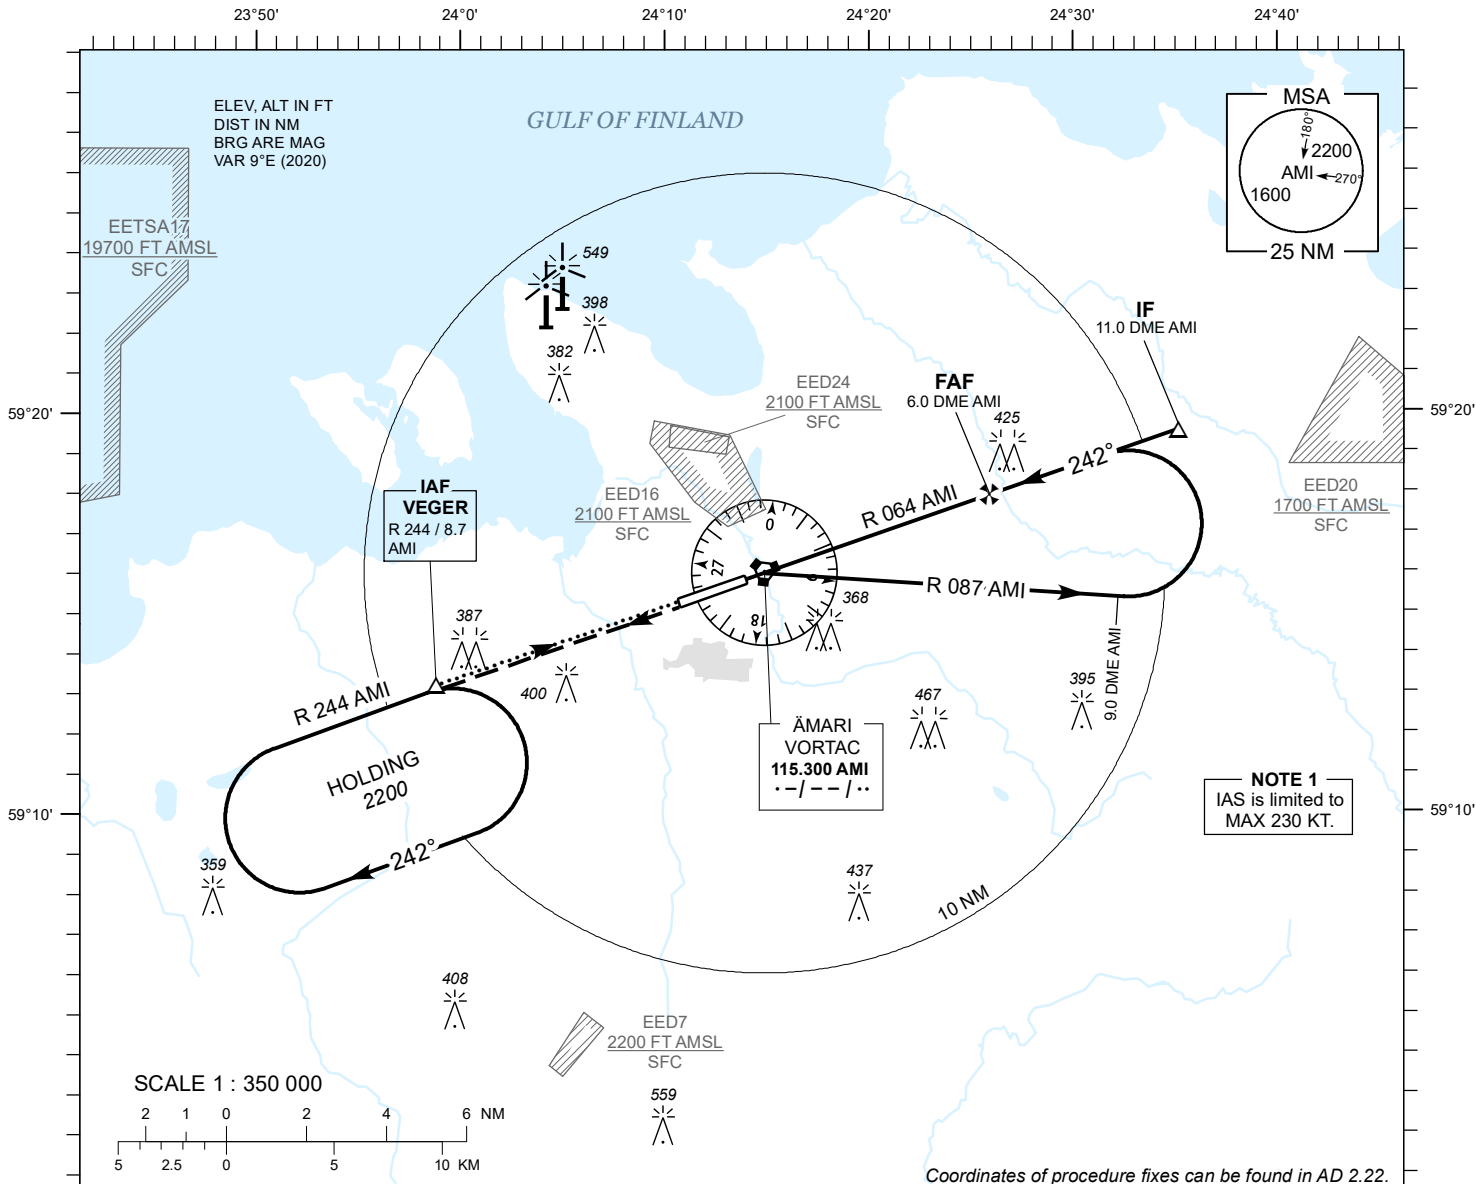 23°50'
24°0'
24°10'
24°20'
24°30'
24°40'
ELEV, ALT IN FT
DIST IN NM
BRG ARE MAG
VAR 9°E (2020)
GULF OF FINLAND
MSA
180°
2200
AMI
270°
1600
25 NM
EETSA17
19700 FT AMSL
SFC
549
398
382
IF
11.0 DME AMI
EED24
2100 FT AMSL
SFC
FAF
6.0 DME AMI
425
59°20'
59°20'
242°
IAF
VEGER
R 244 / 8.7
AMI
EED16
2100 FT AMSL
SFC
R 064 AMI
EED20
1700 FT AMSL
SFC
0
27
9
18
R 087 AMI
368
387
400
R 244 AMI
9.0 DME AMI
395
467
HOLDING
2200
ÄMARI
VORTAC
115.300 AMI
· – / – – / · ·
NOTE 1
IAS is limited to
MAX 230 KT.
59°10'
59°10'
242°
359
437
10 NM
408
EED7
2200 FT AMSL
SFC
559
SCALE 1 : 350 000
2 1 0 2 4 6 NM
5 2.5 0 5 10 KM
Coordinates of procedure fixes can be found in AD 2.22.